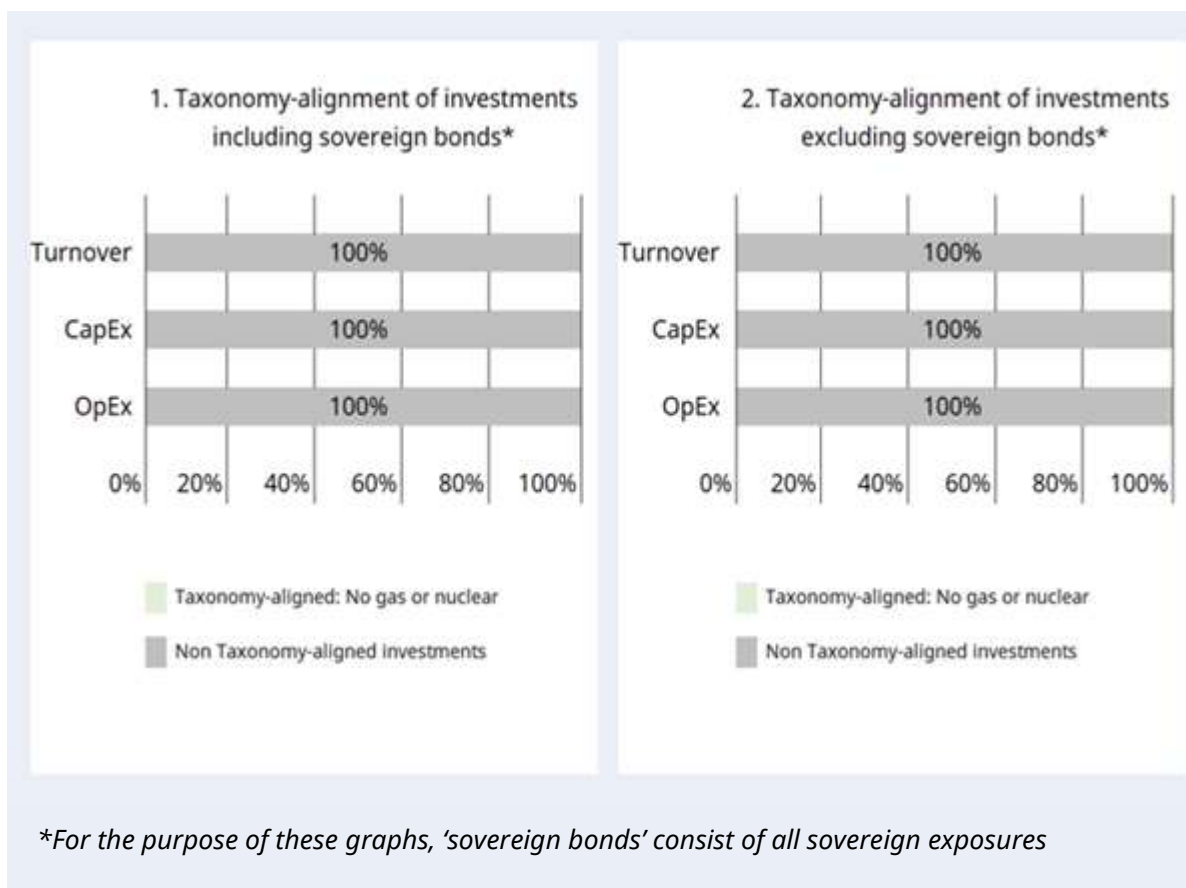 1. Taxonomy-alignment of investments
including sovereign bonds*
Turnover 100%
CapEx 100%
OpEx 100%
0% 20% 40% 60% 80% 100%
Taxonomy-aligned: No gas or nuclear
Non Taxonomy-aligned investments
2. Taxonomy-alignment of investments
excluding sovereign bonds*
Turnover 100%
CapEx 100%
OpEx 100%
0% 20% 40% 60% 80% 100%
Taxonomy-aligned: No gas or nuclear
Non Taxonomy-aligned investments
*For the purpose of these graphs, ‘sovereign bonds’ consist of all sovereign exposures